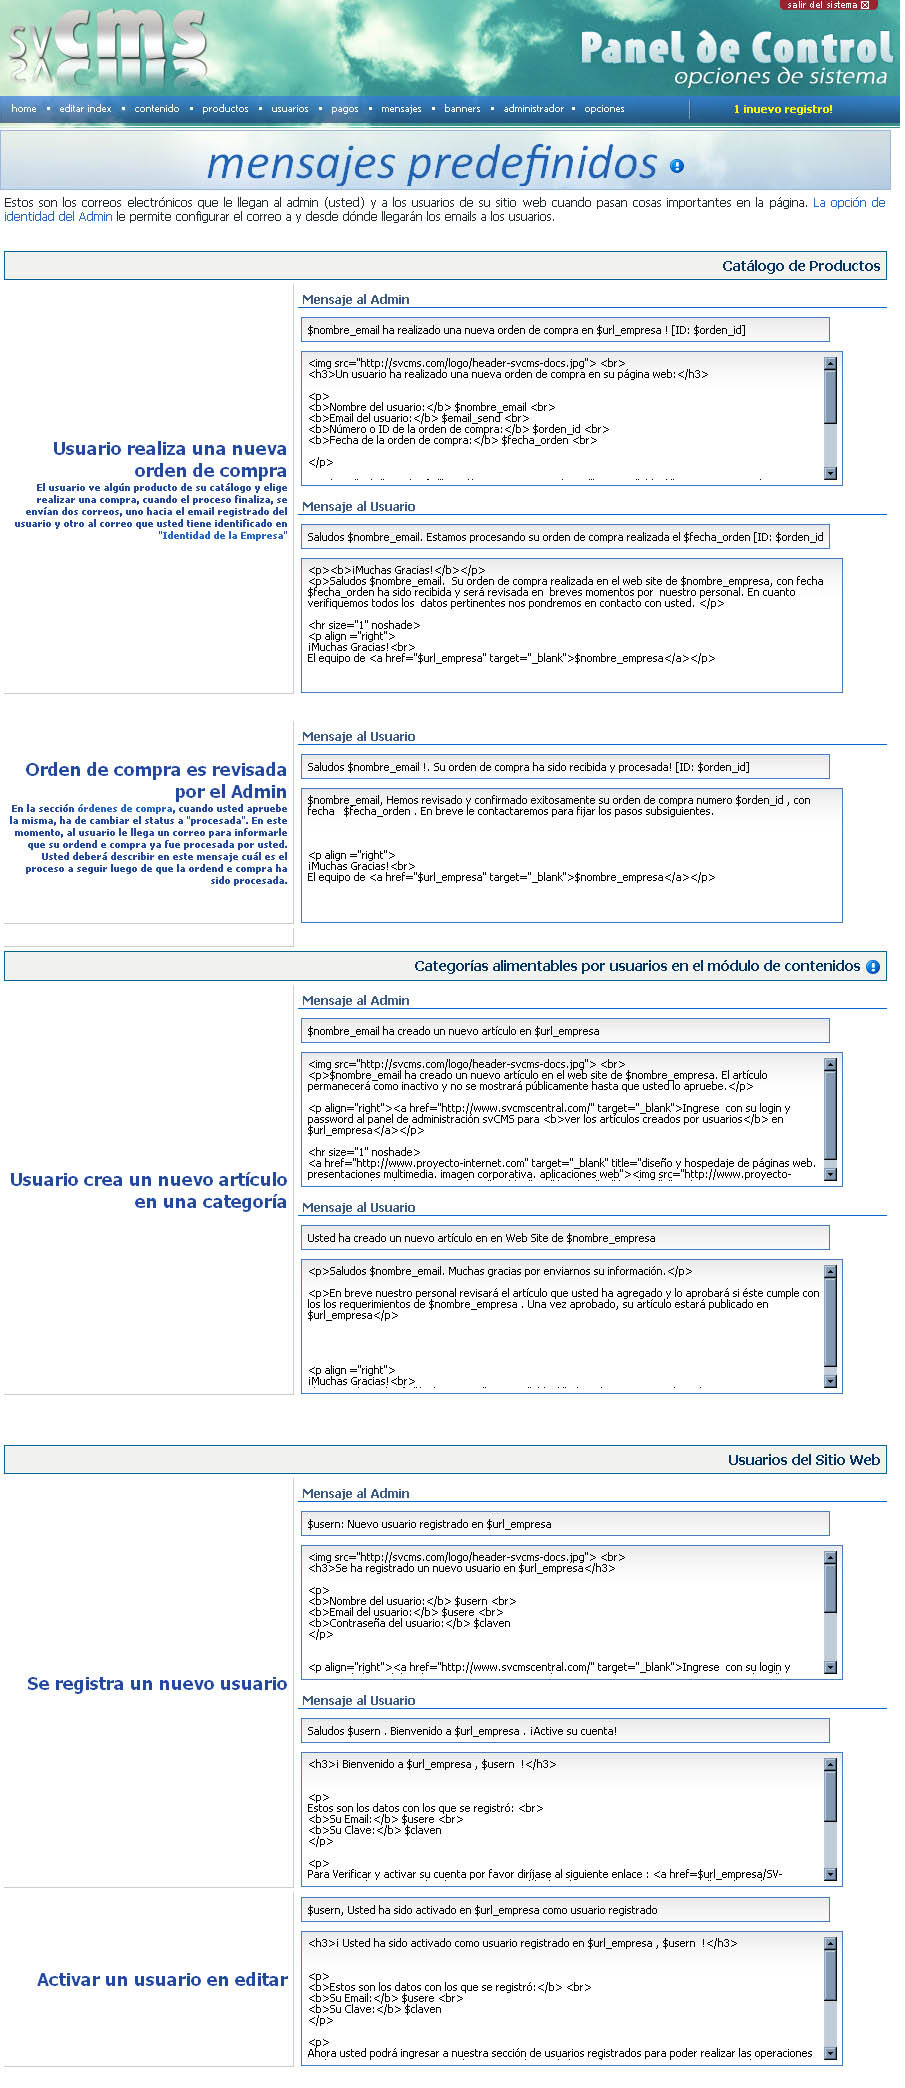 salir del sistema
svcms
Panel de Control
opciones de sistema
home editar index contenido productos usuarios pagos mensajes banners administrador opciones
1 ¡nuevo registro!
mensajes predefinidos
Estos son los correos electrónicos que le llegan al admin (usted) y a los usuarios de su sitio web cuando pasan cosas importantes en la página. La opción de
identidad del Admin le permite configurar el correo a y desde dónde llegarán los emails a los usuarios.
Catálogo de Productos
Mensaje al Admin
$nombre_email ha realizado una nueva orden de compra en $url_empresa ! [ID: $orden_id]
<img src="http://svcms.com/logo/header-svcms-docs.jpg"> <br>
<h3>Un usuario ha realizado una nueva orden de compra en su página web:</h3>
<p>
<b>Nombre del usuario:</b> $nombre_email <br>
<b>Email del usuario:</b> $email_send <br>
<b>Número o ID de la orden de compra:</b> $orden_id <br>
<b>Fecha de la orden de compra:</b> $fecha_orden <br>
</p>
Usuario realiza una nueva
orden de compra
El usuario ve algún producto de su catálogo y elige
realizar una compra, cuando el proceso finaliza, se
envían dos correos, uno hacia el email registrado del
usuario y otro al correo que usted tiene identificado en
"Identidad de la Empresa"
Mensaje al Usuario
Saludos $nombre_email. Estamos procesando su orden de compra realizada el $fecha_orden [ID: $orden_id
<p><b>¡Muchas Gracias!</b></p>
<p>Saludos $nombre_email.  Su orden de compra realizada en el web site de $nombre_empresa, con fecha
$fecha_orden ha sido recibida y será revisada en  breves momentos por  nuestro personal. En cuanto
verifiquemos todos los  datos pertinentes nos pondremos en contacto con usted. </p>
<hr size="1" noshade>
<p align ="right">
¡Muchas Gracias!<br>
El equipo de <a href="$url_empresa" target="_blank">$nombre_empresa</a></p>
Mensaje al Usuario
Saludos $nombre_email !. Su orden de compra ha sido recibida y procesada! [ID: $orden_id]
Orden de compra es revisada
por el Admin
En la sección órdenes de compra, cuando usted apruebe
la misma, ha de cambiar el status a "procesada". En este
momento, al usuario le llega un correo para informarle
que su ordend e compra ya fue procesada por usted.
Usted deberá describir en este mensaje cuál es el
proceso a seguir luego de que la ordend e compra ha
sido procesada.
$nombre_email, Hemos revisado y confirmado exitosamente su orden de compra numero $orden_id , con
fecha   $fecha_orden . En breve le contactaremos para fijar los pasos subsiguientes.
<p align ="right">
¡Muchas Gracias!<br>
El equipo de <a href="$url_empresa" target="_blank">$nombre_empresa</a></p>
Categorías alimentables por usuarios en el módulo de contenidos
Mensaje al Admin
$nombre_email ha creado un nuevo artículo en $url_empresa
<img src="http://svcms.com/logo/header-svcms-docs.jpg"> <br>
<p>$nombre_email ha creado un nuevo artículo en el web site de $nombre_empresa. El artículo
permanecerá como inactivo y no se mostrará públicamente hasta que usted lo apruebe.</p>
<p align="right"><a href="http://www.svcmscentral.com/" target="_blank">Ingrese  con su login y
password al panel de administración svCMS para <b>ver los artículos creados por usuarios</b> en
$url_empresa</a></p>
<hr size="1" noshade>
<a href="http://www.proyecto-internet.com" target="_blank" title="diseño y hospedaje de páginas web.
presentaciones multimedia. imagen corporativa. aplicaciones web"><img src="http://www.proyecto-
Usuario crea un nuevo artículo
en una categoría
Mensaje al Usuario
Usted ha creado un nuevo artículo en en Web Site de $nombre_empresa
<p>Saludos $nombre_email. Muchas gracias por enviarnos su información.</p>
<p>En breve nuestro personal revisará el artículo que usted ha agregado y lo aprobará si éste cumple con
los los requerimientos de $nombre_empresa . Una vez aprobado, su artículo estará publicado en
$url_empresa</p>
<p align ="right">
¡Muchas Gracias!<br>
Usuarios del Sitio Web
Mensaje al Admin
$usern: Nuevo usuario registrado en $url_empresa
<img src="http://svcms.com/logo/header-svcms-docs.jpg"> <br>
<h3>Se ha registrado un nuevo usuario en $url_empresa</h3>
<p>
<b>Nombre del usuario:</b> $usern <br>
<b>Email del usuario:</b> $usere <br>
<b>Contraseña del usuario:</b> $claven
</p>
<p align="right"><a href="http://www.svcmscentral.com/" target="_blank">Ingrese  con su login y
Se registra un nuevo usuario
Mensaje al Usuario
Saludos $usern . Bienvenido a $url_empresa . ¡Active su cuenta!
<h3>¡ Bienvenido a $url_empresa , $usern  !</h3>
<p>
Estos son los datos con los que se registró: <br>
<b>Su Email:</b> $usere <br>
<b>Su Clave:</b> $claven
</p>
<p>
Para Verificar y activar su cuenta por favor diríjase al siguiente enlace : <a href=$url_empresa/SV-
$usern, Usted ha sido activado en $url_empresa como usuario registrado
Activar un usuario en editar
<h3>¡ Usted ha sido activado como usuario registrado en $url_empresa , $usern  !</h3>
<p>
<b>Estos son los datos con los que se registró:</b> <br>
<b>Su Email:</b> $usere <br>
<b>Su Clave:</b> $claven
</p>
<p>
Ahora usted podrá ingresar a nuestra sección de usuarios registrados para poder realizar las operaciones